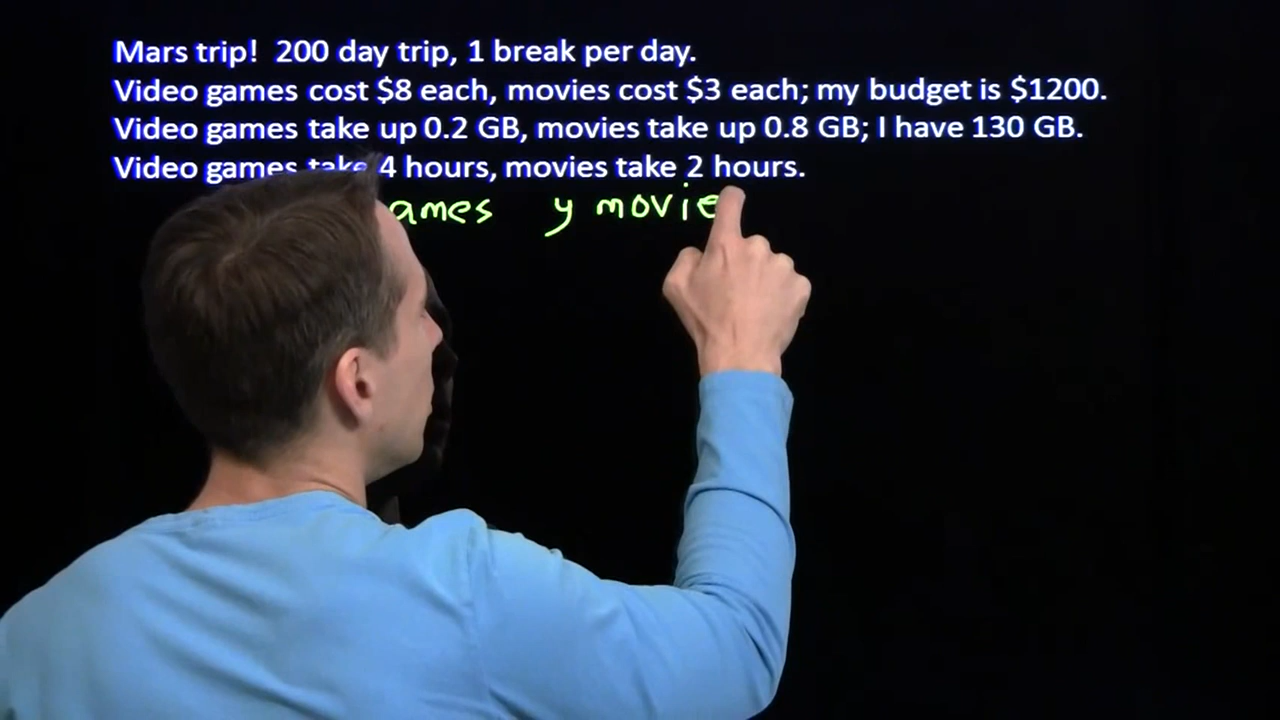 Mars trip! 200 day trip, 1 break per day.
Video games cost $8 each, movies cost $3 each; my budget is $1200.
Video games take up 0.2 GB, movies take up 0.8 GB; I have 130 GB.
Video games take 4 hours, movies take 2 hours.
ames y movie